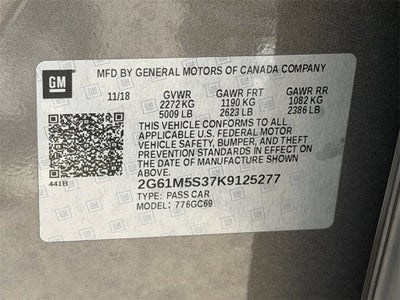 GM
MFD BY GENERAL MOTORS OF CANADA COMPANY
11/18 GVWR GAWR FRT GAWR RR
2272 KG 1190 KG 1082 KG
5009 LB 2623 LB 2386 LB
THIS VEHICLE CONFORMS TO ALL
APPLICABLE U.S. FEDERAL MOTOR
VEHICLE SAFETY, BUMPER, AND THEFT
PREVENTION STANDARDS IN EFFECT ON
THE DATE OF MANUFACTURE SHOWN
ABOVE.
441B
2G61M5S37K9125277
TYPE: PASS CAR
MODEL: 776GC69